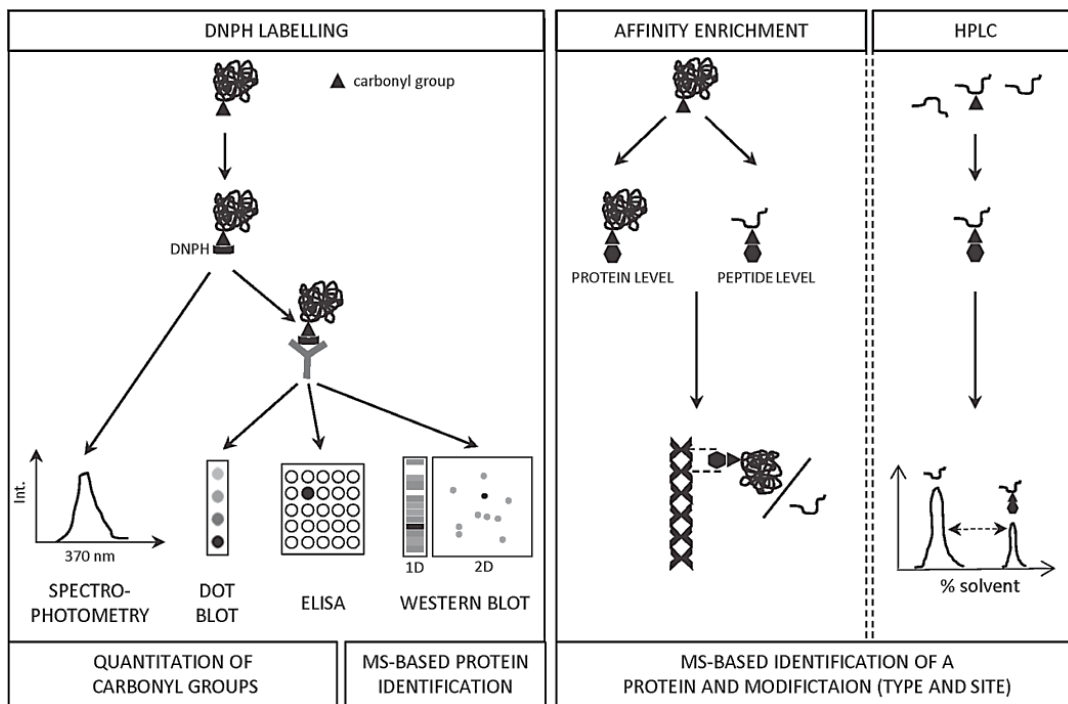 DNPH LABELLING
AFFINITY ENRICHMENT
HPLC
carbonyl group
DNPH
PROTEIN LEVEL
PEPTIDE LEVEL
Int.
370 nm
1D
2D
% solvent
SPECTRO-
PHOTOMETRY
DOT
BLOT
ELISA
WESTERN BLOT
QUANTITATION OF
CARBONYL GROUPS
MS-BASED PROTEIN
IDENTIFICATION
MS-BASED IDENTIFICATION OF A
PROTEIN AND MODIFICTAION (TYPE AND SITE)